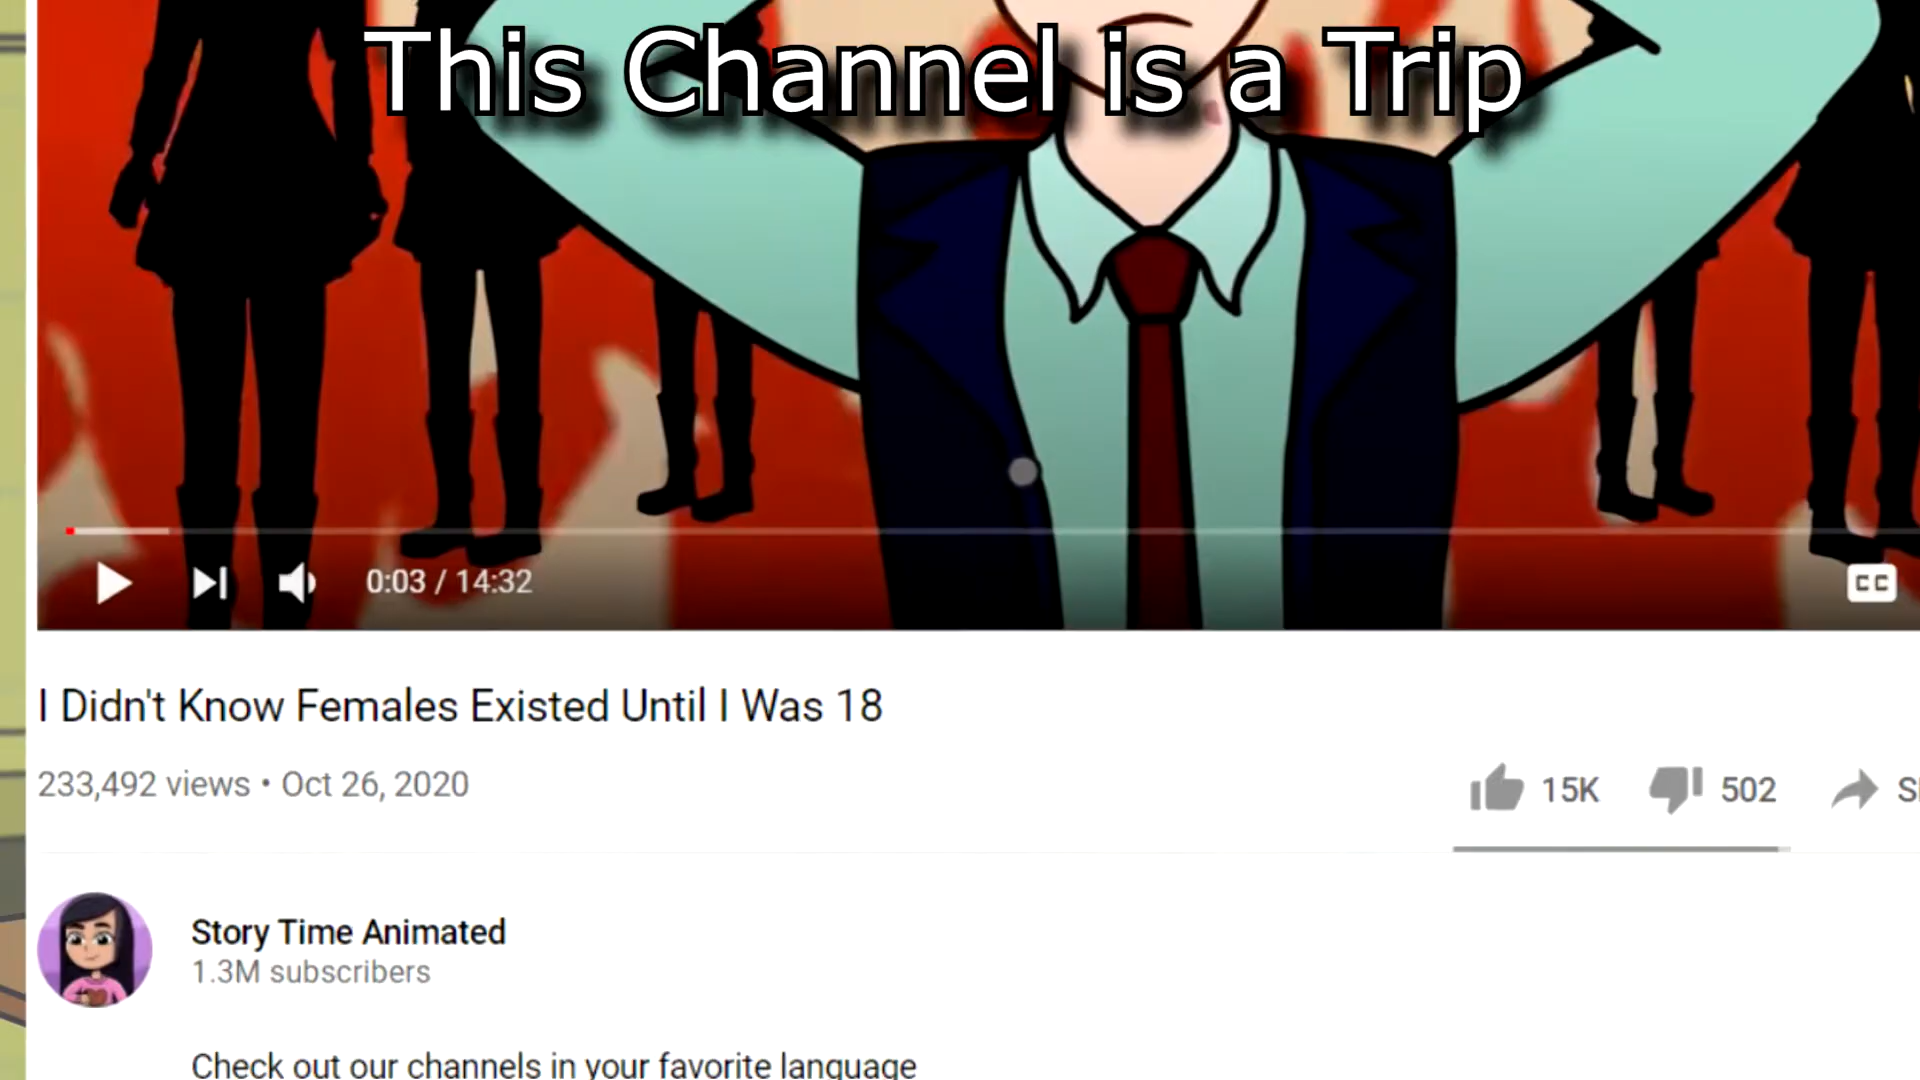 This Channel is a Trip
0:03 / 14:32
CC
I Didn't Know Females Existed Until I Was 18
233,492 views • Oct 26, 2020
15K
502
Story Time Animated
1.3M subscribers
Check out our channels in your favorite language